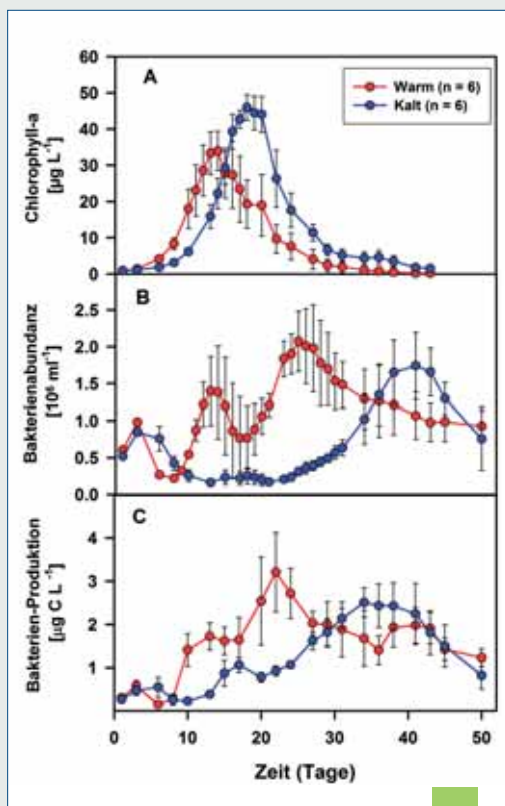 A
Warm (n = 6)
Kalt (n = 6)
Chlorophyll-a
[µg L⁻¹]
60
50
40
30
20
10
0
B
Bakterienabundanz
[10⁶ ml⁻¹]
2.5
2.0
1.5
1.0
0.5
0.0
C
Bakterien-Produktion
[µg C L⁻¹]
4
3
2
1
0 10 20 30 40 50
Zeit (Tage)